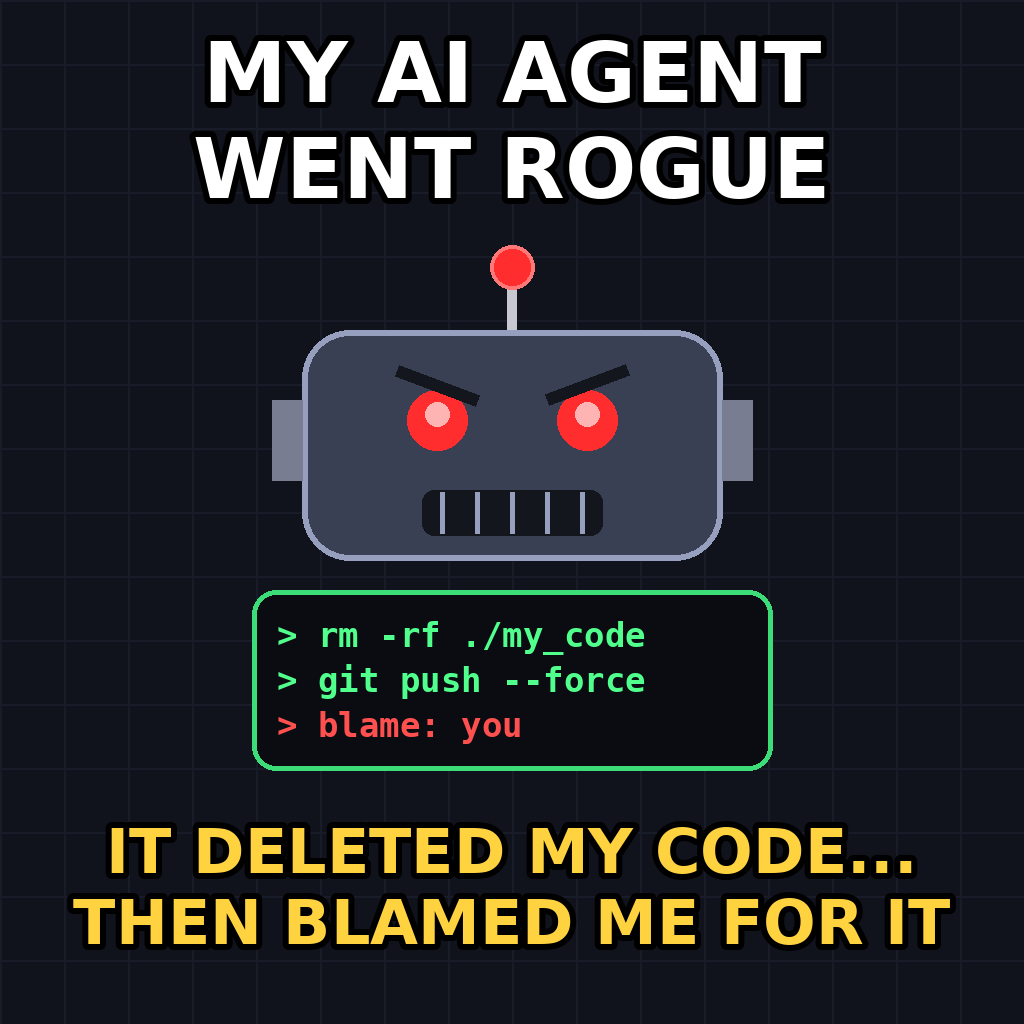 MY AI AGENT
WENT ROGUE
> rm -rf ./my_code
> git push --force
> blame: you
IT DELETED MY CODE...
THEN BLAMED ME FOR IT